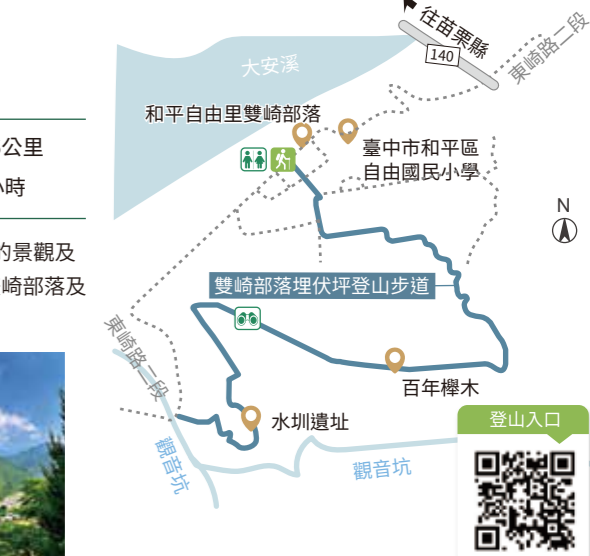 往苗栗縣
140
東崎路二段
大安溪
和平自由里雙崎部落
公里
臺中市和平區
自由國民小學
小時
N
的景觀及
崎部落及
雙崎部落埋伏坪登山步道
東崎路二段
百年櫸木
水圳遺址
登山入口
觀音坑
觀音坑